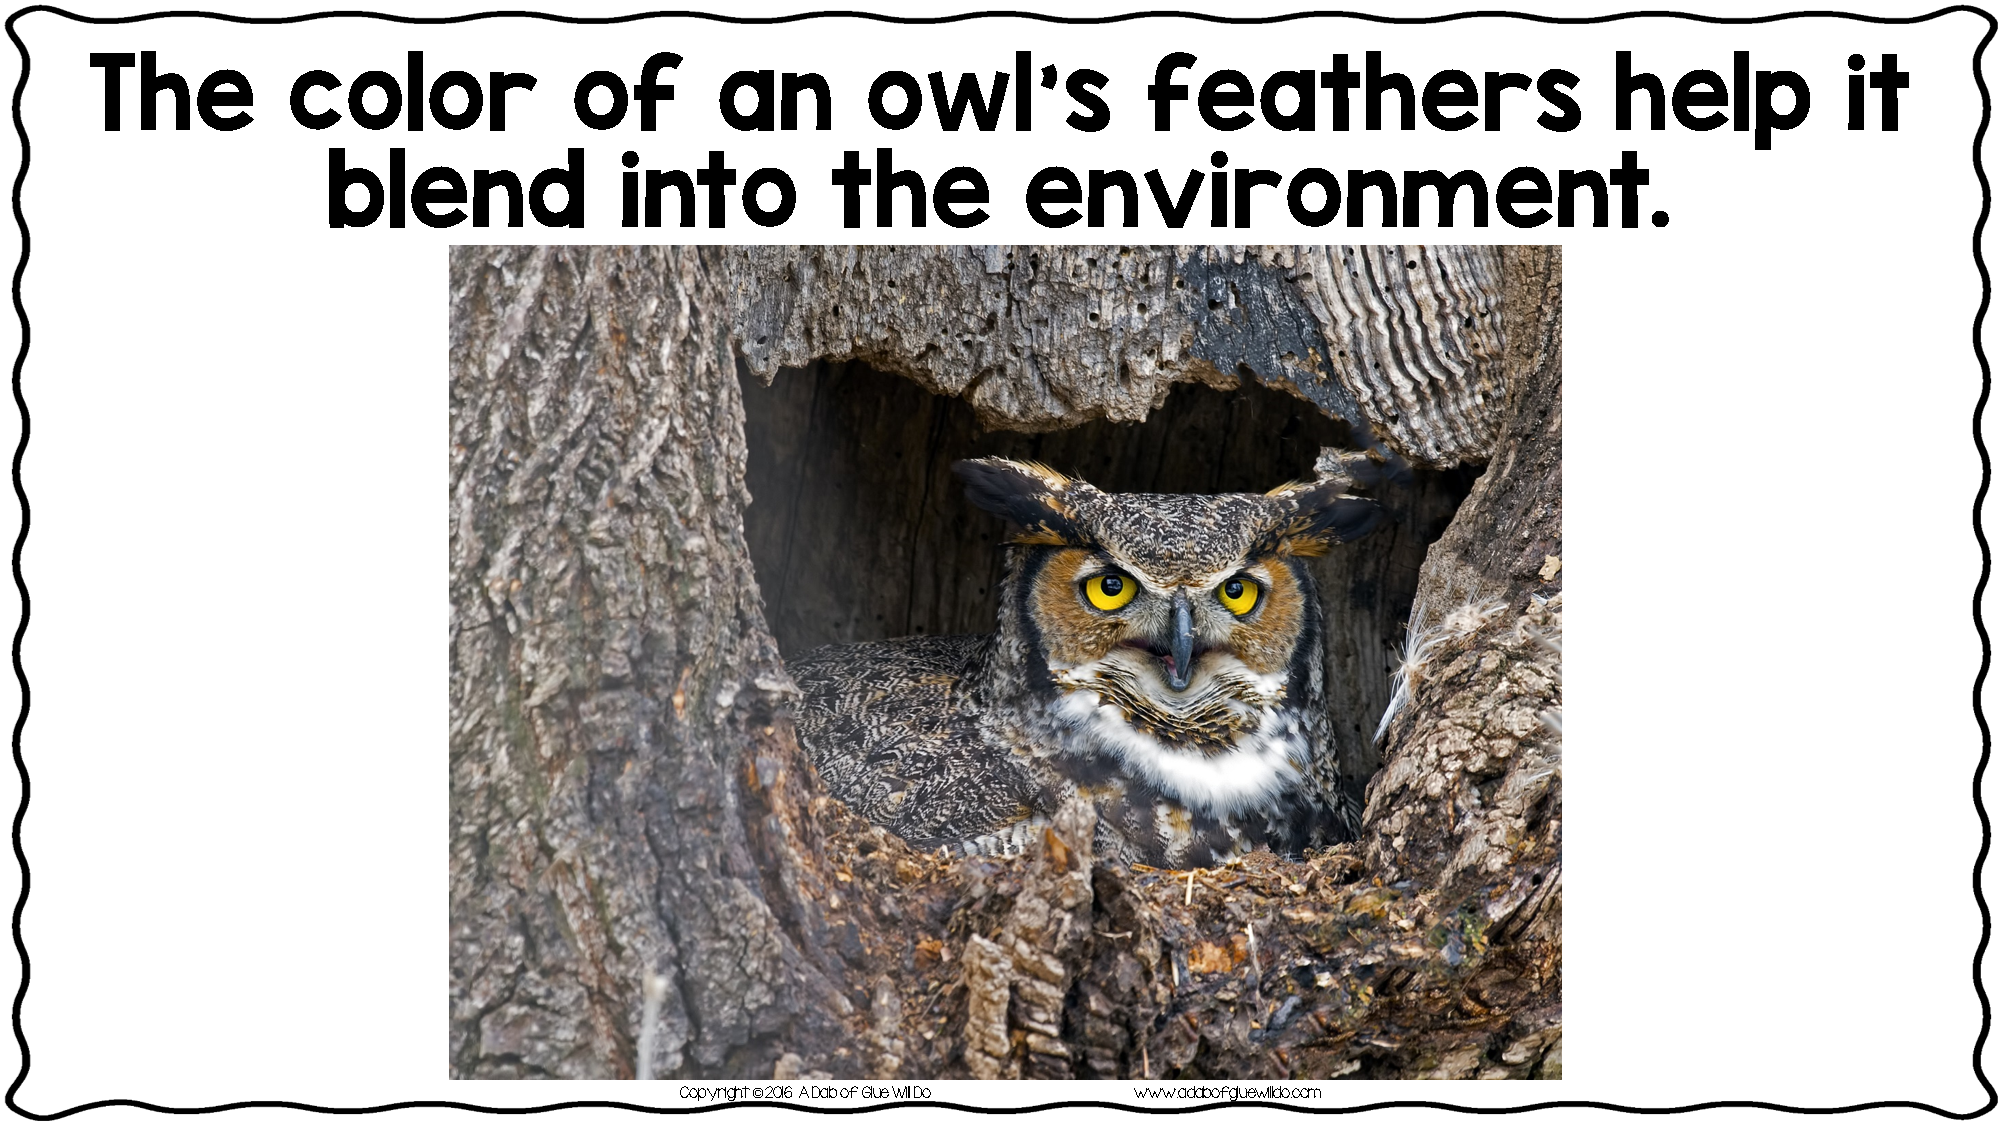 The color of an owl's feathers help it
blend into the environment.
Copyright ©2016 A Dab of Glue Will Do
www.adabofgluewilldo.com